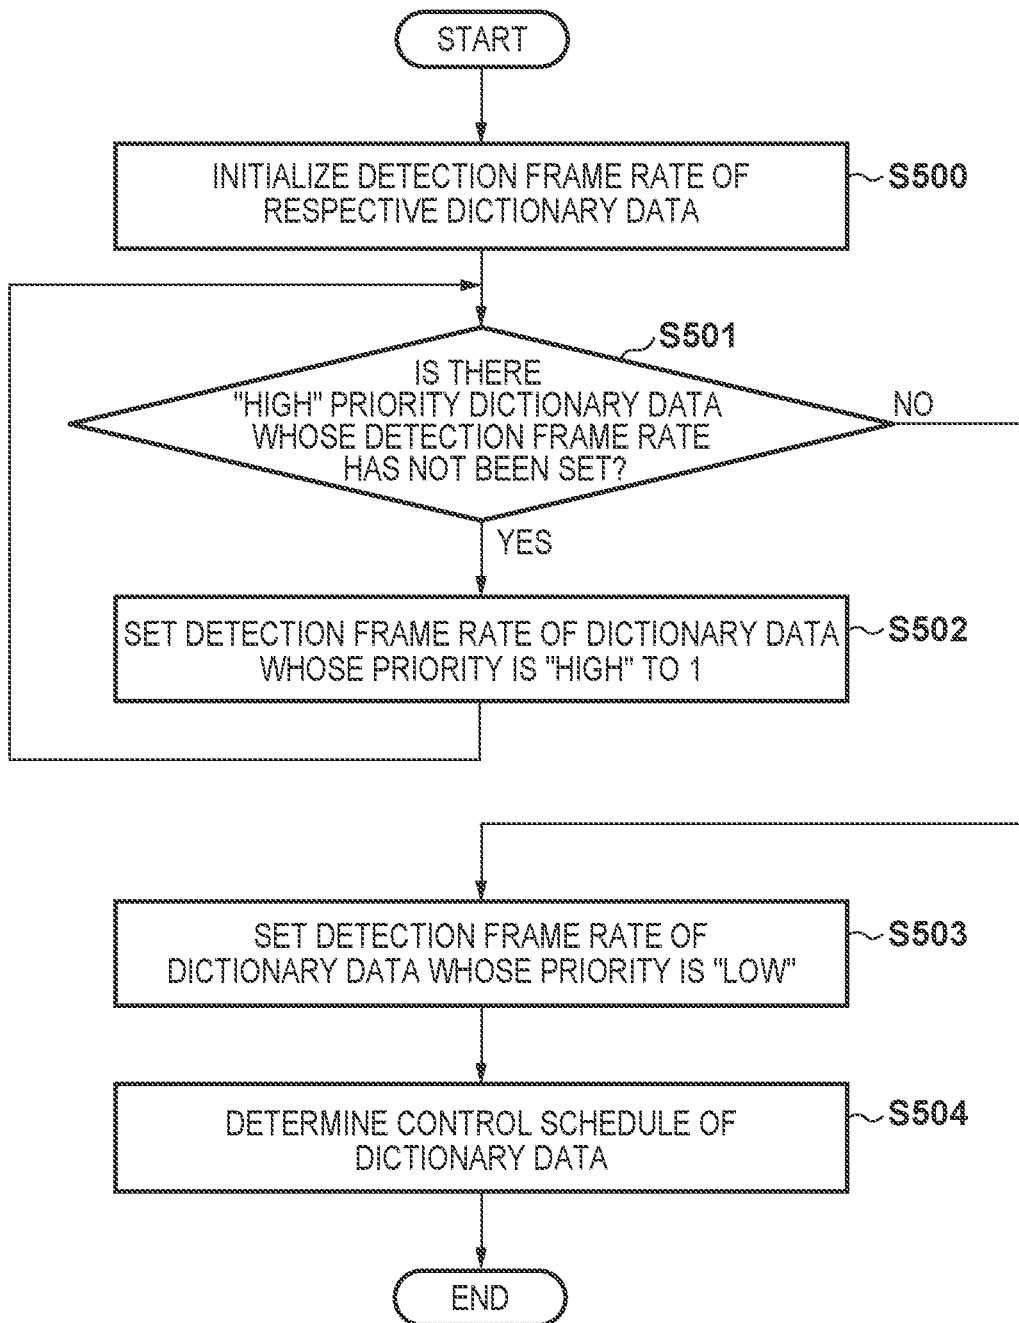 START
INITIALIZE DETECTION FRAME RATE OF
RESPECTIVE DICTIONARY DATA
S500
S501
IS THERE
"HIGH" PRIORITY DICTIONARY DATA
WHOSE DETECTION FRAME RATE
HAS NOT BEEN SET?
NO
YES
SET DETECTION FRAME RATE OF DICTIONARY DATA
WHOSE PRIORITY IS "HIGH" TO 1
S502
SET DETECTION FRAME RATE OF
DICTIONARY DATA WHOSE PRIORITY IS "LOW"
S503
DETERMINE CONTROL SCHEDULE OF
DICTIONARY DATA
S504
END